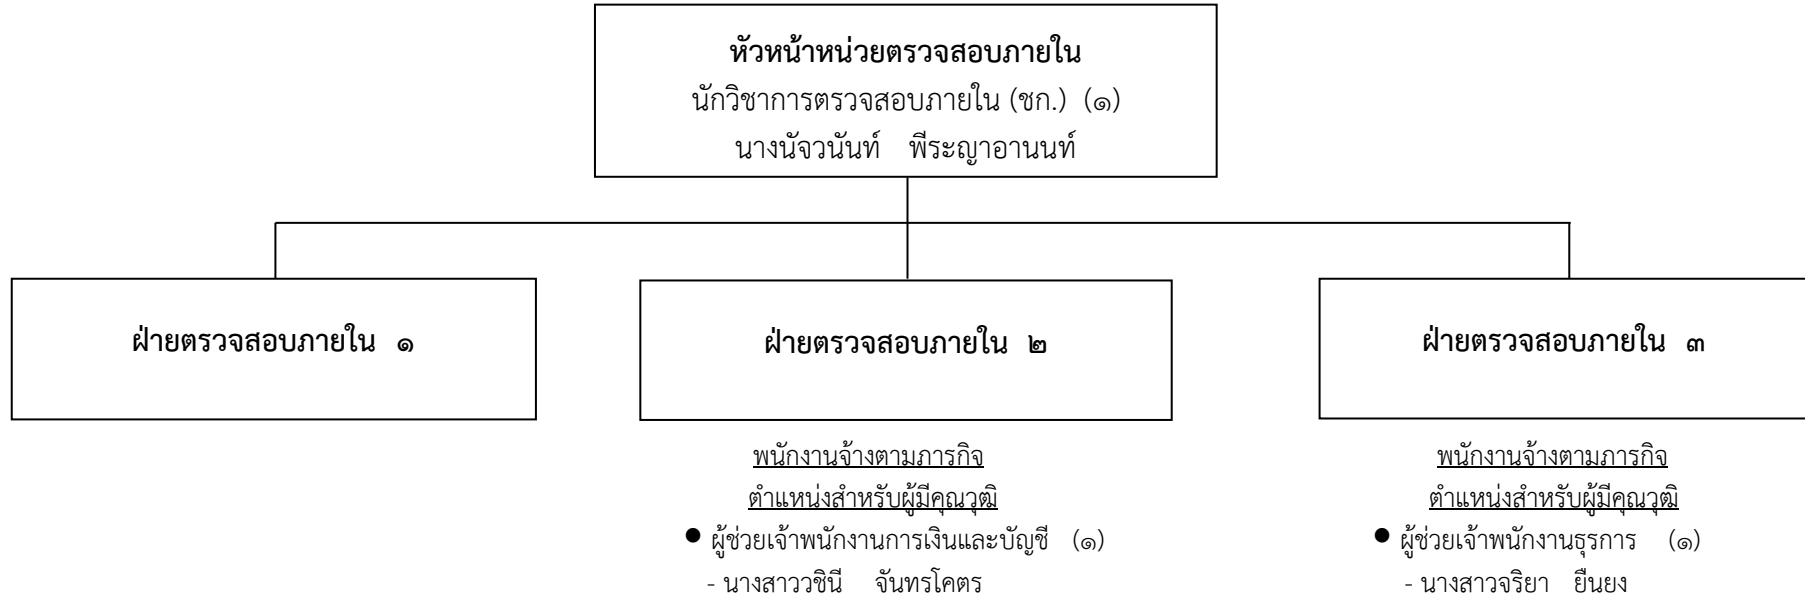 หัวหน้าหน่วยตรวจสอบภายใน
นักวิชาการตรวจสอบภายใน (ชก.) (๑)
นางนัจวนันท์ พีระญาอานนท์
ฝ่ายตรวจสอบภายใน ๑
ฝ่ายตรวจสอบภายใน ๒
ฝ่ายตรวจสอบภายใน ๓
พนักงานจ้างตามภารกิจ
ตำแหน่งสำหรับผู้มีคุณวุฒิ
● ผู้ช่วยเจ้าพนักงานการเงินและบัญชี (๑)
- นางสาววชินี จันทรโคตร
พนักงานจ้างตามภารกิจ
ตำแหน่งสำหรับผู้มีคุณวุฒิ
● ผู้ช่วยเจ้าพนักงานธุรการ (๑)
- นางสาวจริยา ยืนยง